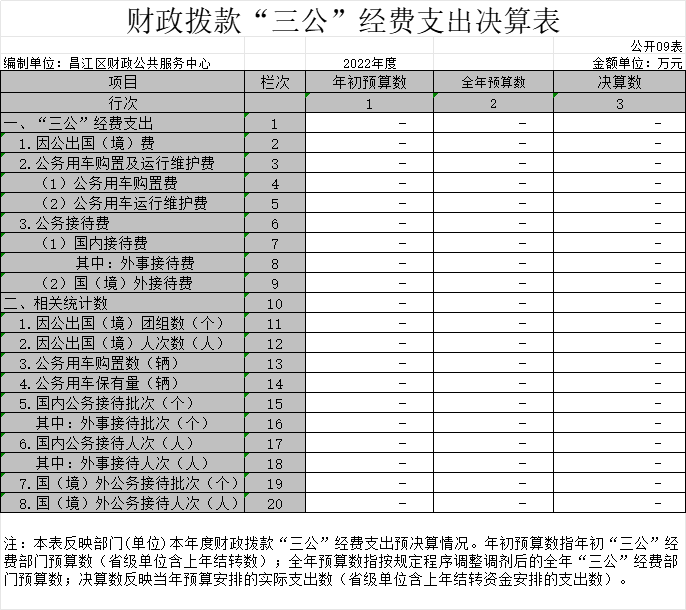 财政拨款“三公”经费支出决算表
公开09表
编制单位：昌江区财政公共服务中心 2022年度 金额单位：万元
项目 栏次 年初预算数 全年预算数 决算数
行次 1 2 3
一、“三公”经费支出 1 － － －
1.因公出国（境）费 2 － － －
2.公务用车购置及运行维护费 3 － － －
（1）公务用车购置费 4 － － －
（2）公务用车运行维护费 5 － － －
3.公务接待费 6 － － －
（1）国内接待费 7 － － －
其中：外事接待费 8 － － －
（2）国（境）外接待费 9 － － －
二、相关统计数 10 － － －
1.因公出国（境）团组数（个） 11 － － －
2.因公出国（境）人次数（人） 12 － － －
3.公务用车购置数（辆） 13 － － －
4.公务用车保有量（辆） 14 － － －
5.国内公务接待批次（个） 15 － － －
其中：外事接待批次（个） 16 － － －
6.国内公务接待人次（人） 17 － － －
其中：外事接待人次（人） 18 － － －
7.国（境）外公务接待批次（个） 19 － － －
8.国（境）外公务接待人次（人） 20 － － －
注：本表反映部门(单位)本年度财政拨款“三公”经费支出预决算情况。年初预算数指年初“三公”经
费部门预算数（省级单位含上年结转数）；全年预算数指按规定程序调整调剂后的全年“三公”经费部
门预算数；决算数反映当年预算安排的实际支出数（省级单位含上年结转资金安排的支出数）。